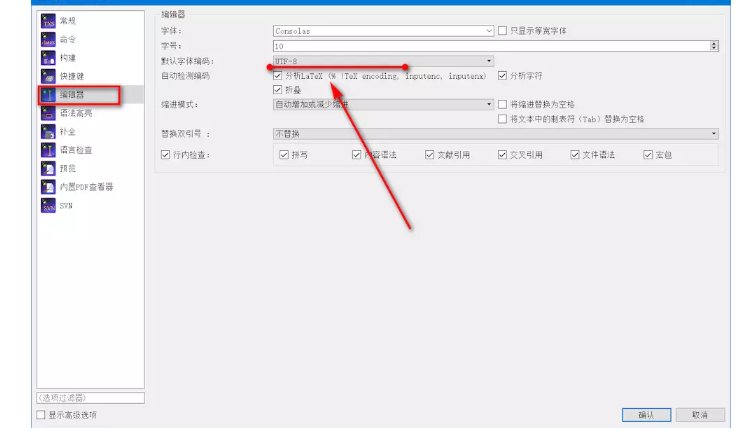 常规
命令
构建
快捷键
编辑器
语法高亮
补全
语言检查
预览
内置PDF查看器
SVN
(选项过滤器)
显示高级选项
编辑器
字体:
Consolas
只显示等宽字体
字号:
10
默认字体编码:
UTF-8
自动检测编码
分析LaTeX (% !TeX encoding, inputenc, inputenx)
分析字符
折叠
缩进模式:
自动增加或减少缩进
将缩进替换为空格
将文本中的制表符 (Tab) 替换为空格
替换双引号 :
不替换
行内检查:
拼写
内容语法
文献引用
交叉引用
文件语法
宏包
确认
取消